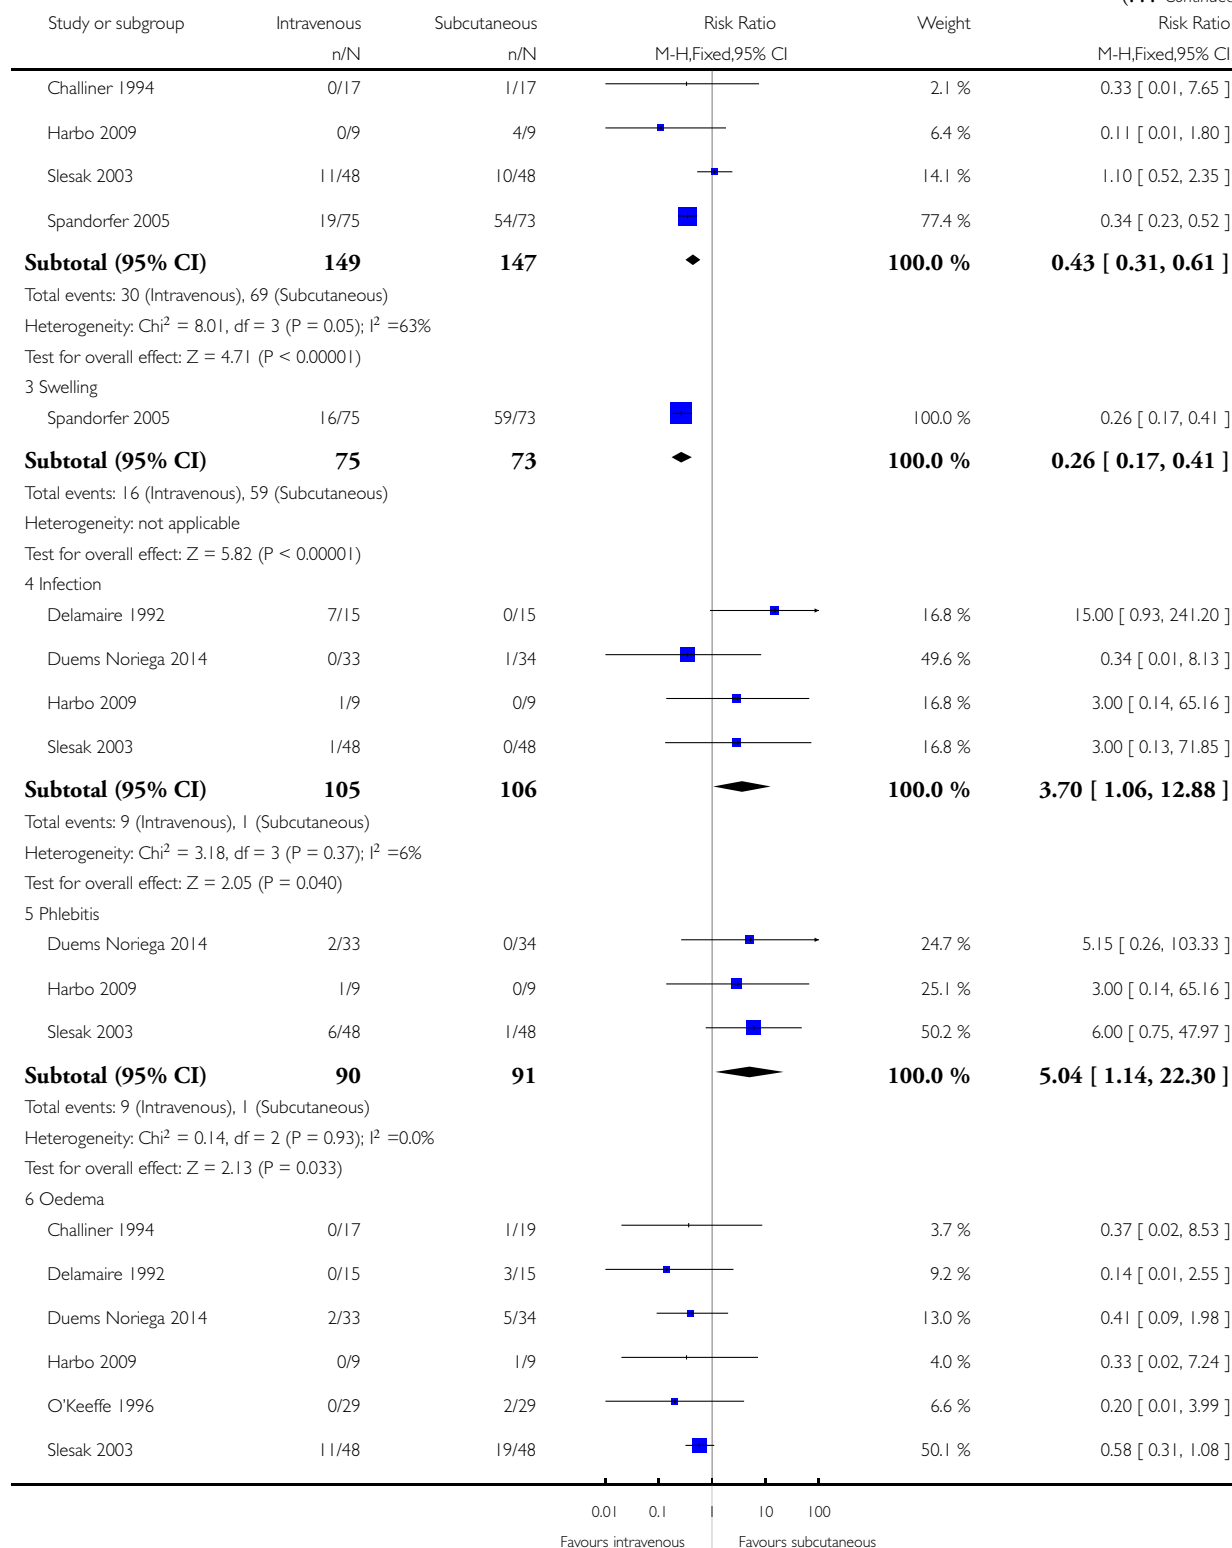 Continued
Study or subgroup Intravenous Subcutaneous Risk Ratio Weight Risk Ratio
n/N n/N M-H,Fixed,95% CI M-H,Fixed,95% CI
Challiner 1994 0/17 1/17 2.1 % 0.33 [ 0.01, 7.65 ]
Harbo 2009 0/9 4/9 6.4 % 0.11 [ 0.01, 1.80 ]
Slesak 2003 11/48 10/48 14.1 % 1.10 [ 0.52, 2.35 ]
Spandorfer 2005 19/75 54/73 77.4 % 0.34 [ 0.23, 0.52 ]
Subtotal (95% CI) 149 147 100.0 % 0.43 [ 0.31, 0.61 ]
Total events: 30 (Intravenous), 69 (Subcutaneous)
Heterogeneity: Chi² = 8.01, df = 3 (P = 0.05); I² =63%
Test for overall effect: Z = 4.71 (P < 0.00001)
3 Swelling
Spandorfer 2005 16/75 59/73 100.0 % 0.26 [ 0.17, 0.41 ]
Subtotal (95% CI) 75 73 100.0 % 0.26 [ 0.17, 0.41 ]
Total events: 16 (Intravenous), 59 (Subcutaneous)
Heterogeneity: not applicable
Test for overall effect: Z = 5.82 (P < 0.00001)
4 Infection
Delamaire 1992 7/15 0/15 16.8 % 15.00 [ 0.93, 241.20 ]
Duems Noriega 2014 0/33 1/34 49.6 % 0.34 [ 0.01, 8.13 ]
Harbo 2009 1/9 0/9 16.8 % 3.00 [ 0.14, 65.16 ]
Slesak 2003 1/48 0/48 16.8 % 3.00 [ 0.13, 71.85 ]
Subtotal (95% CI) 105 106 100.0 % 3.70 [ 1.06, 12.88 ]
Total events: 9 (Intravenous), 1 (Subcutaneous)
Heterogeneity: Chi² = 3.18, df = 3 (P = 0.37); I² =6%
Test for overall effect: Z = 2.05 (P = 0.040)
5 Phlebitis
Duems Noriega 2014 2/33 0/34 24.7 % 5.15 [ 0.26, 103.33 ]
Harbo 2009 1/9 0/9 25.1 % 3.00 [ 0.14, 65.16 ]
Slesak 2003 6/48 1/48 50.2 % 6.00 [ 0.75, 47.97 ]
Subtotal (95% CI) 90 91 100.0 % 5.04 [ 1.14, 22.30 ]
Total events: 9 (Intravenous), 1 (Subcutaneous)
Heterogeneity: Chi² = 0.14, df = 2 (P = 0.93); I² =0.0%
Test for overall effect: Z = 2.13 (P = 0.033)
6 Oedema
Challiner 1994 0/17 1/19 3.7 % 0.37 [ 0.02, 8.53 ]
Delamaire 1992 0/15 3/15 9.2 % 0.14 [ 0.01, 2.55 ]
Duems Noriega 2014 2/33 5/34 13.0 % 0.41 [ 0.09, 1.98 ]
Harbo 2009 0/9 1/9 4.0 % 0.33 [ 0.02, 7.24 ]
O'Keeffe 1996 0/29 2/29 6.6 % 0.20 [ 0.01, 3.99 ]
Slesak 2003 11/48 19/48 50.1 % 0.58 [ 0.31, 1.08 ]
0.01 0.1 1 10 100
Favours intravenous Favours subcutaneous